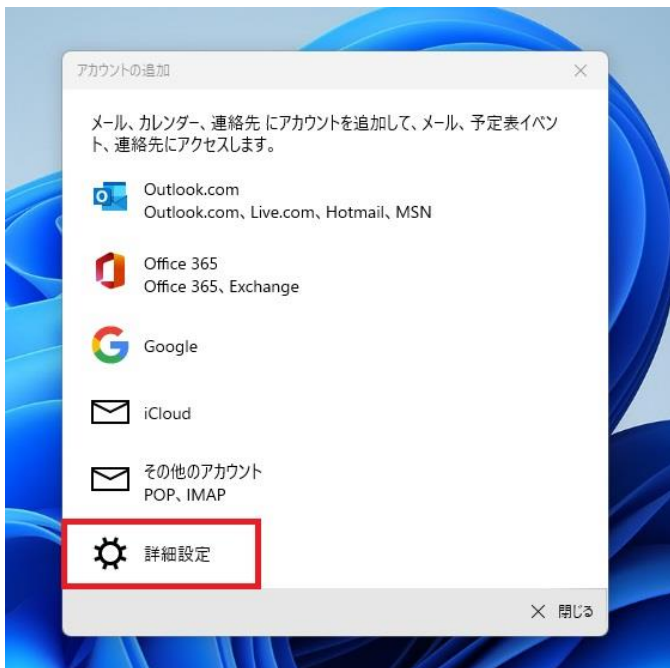 アカウントの追加
メール、カレンダー、連絡先 にアカウントを追加して、メール、予定表イベン
ト、連絡先にアクセスします。
Outlook.com
Outlook.com、Live.com、Hotmail、MSN
Office 365
Office 365、Exchange
Google
iCloud
その他のアカウント
POP、IMAP
詳細設定
閉じる